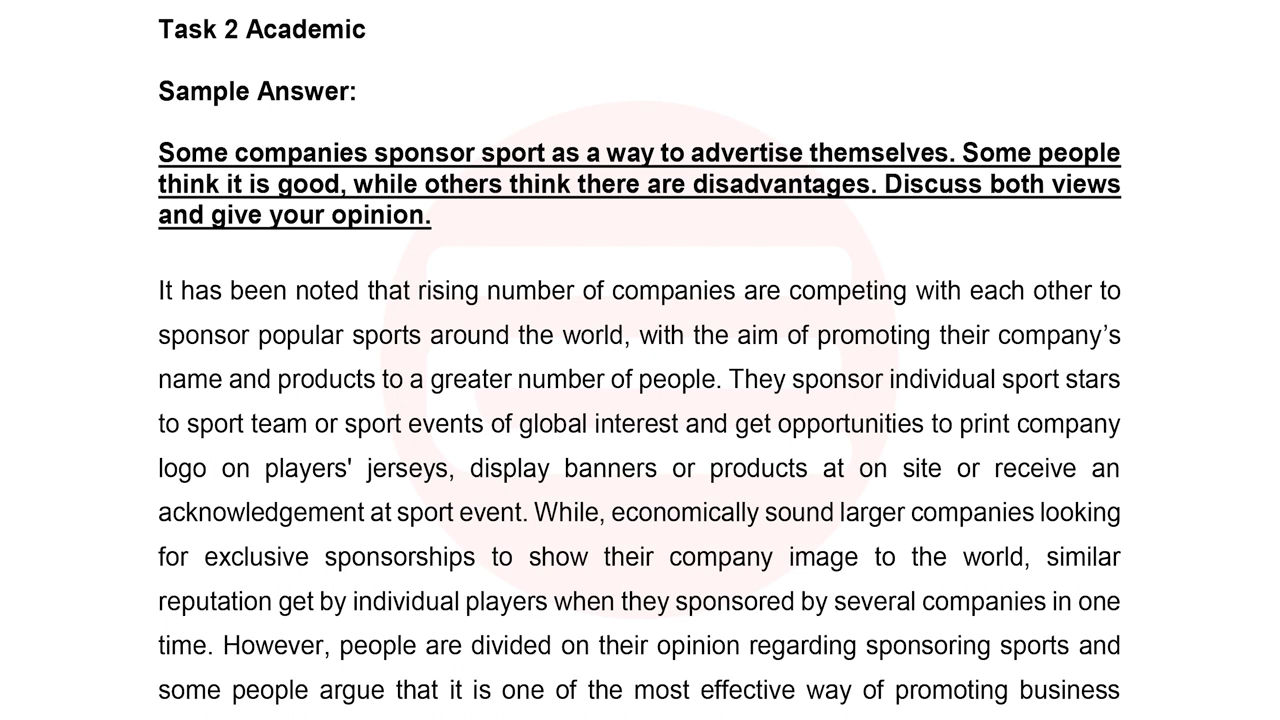 Task 2 Academic
Sample Answer:
Some companies sponsor sport as a way to advertise themselves. Some people
think it is good, while others think there are disadvantages. Discuss both views
and give your opinion.
It has been noted that rising number of companies are competing with each other to
sponsor popular sports around the world, with the aim of promoting their company’s
name and products to a greater number of people. They sponsor individual sport stars
to sport team or sport events of global interest and get opportunities to print company
logo on players' jerseys, display banners or products at on site or receive an
acknowledgement at sport event. While, economically sound larger companies looking
for exclusive sponsorships to show their company image to the world, similar
reputation get by individual players when they sponsored by several companies in one
time. However, people are divided on their opinion regarding sponsoring sports and
some people argue that it is one of the most effective way of promoting business